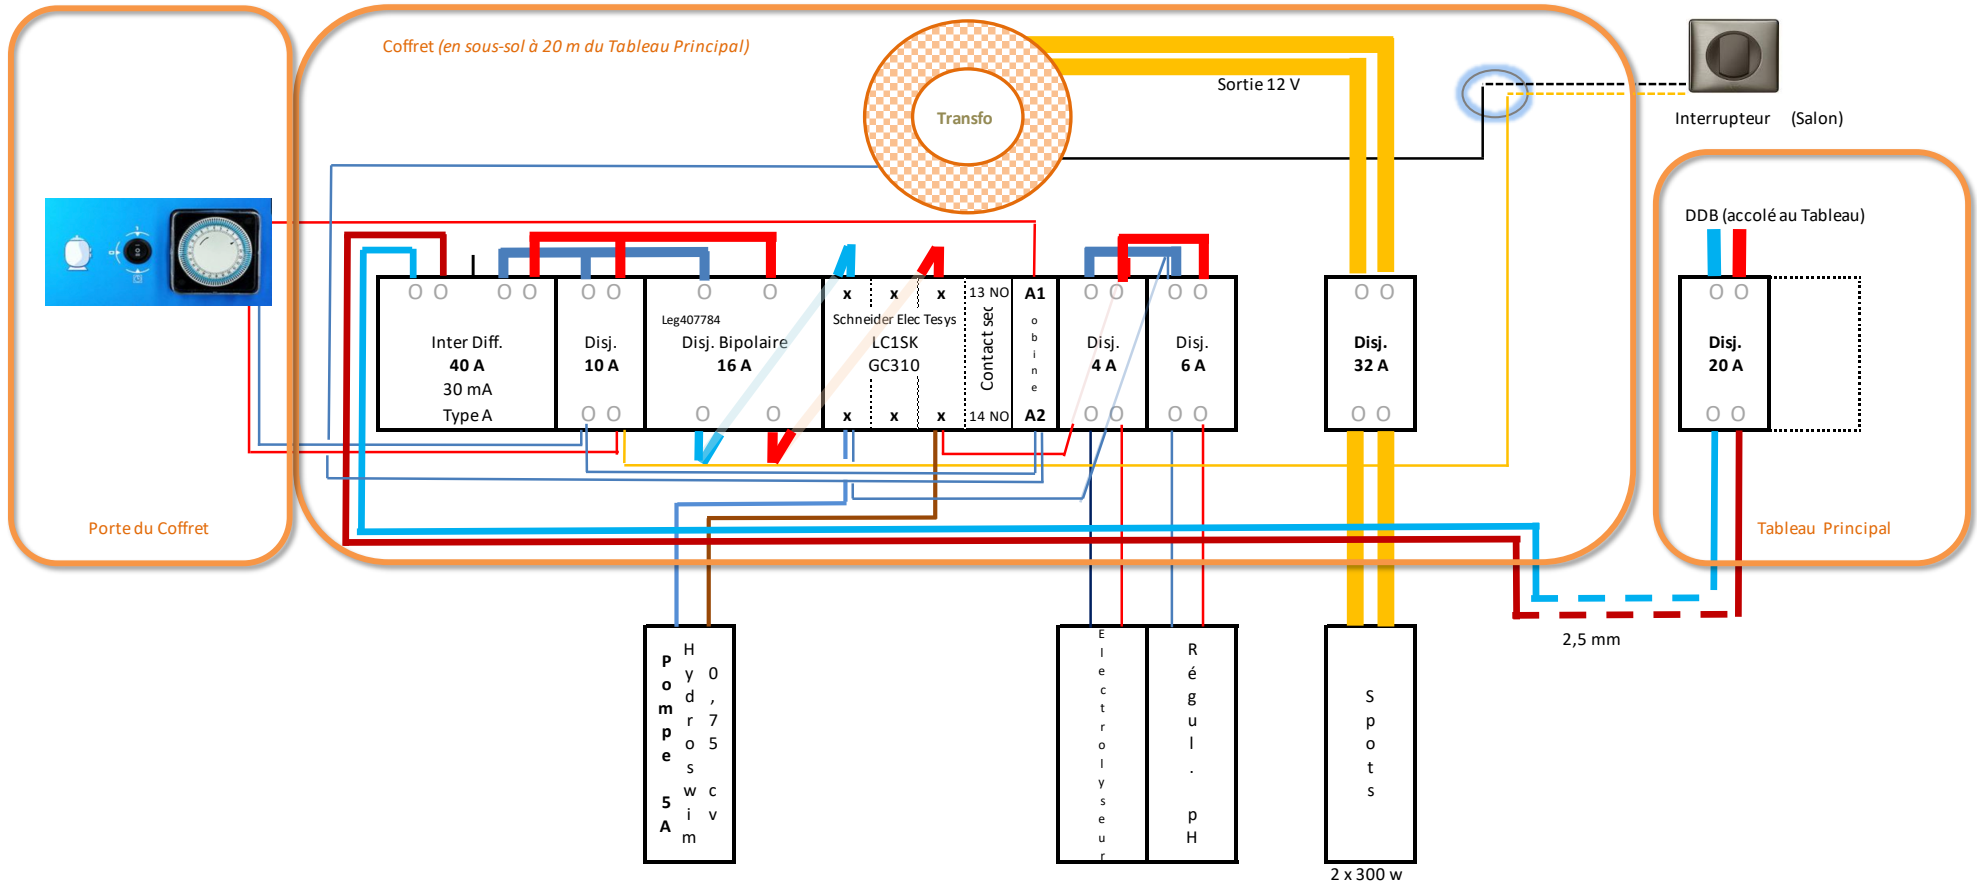 Coffret (en sous-sol à 20 m du Tableau Principal)
Sortie 12 V
Transfo
Interrupteur (Salon)
DDB (accolé au Tableau)
Porte du Coffret
Inter Diff.
40 A
30 mA
Type A
Disj.
10 A
Leg407784
Disj. Bipolaire
16 A
x x x
Schneider Elec Tesys
LC1SK
GC310
x x x
13 NO
Contact sec
14 NO
A1
obine
A2
Disj.
4 A
Disj.
6 A
Disj.
32 A
Disj.
20 A
Tableau Principal
2,5 mm
Pompe 5A
Hydroswim
0,75 cv
Electrolyseur
Régul. pH
Spots
2 x 300 w